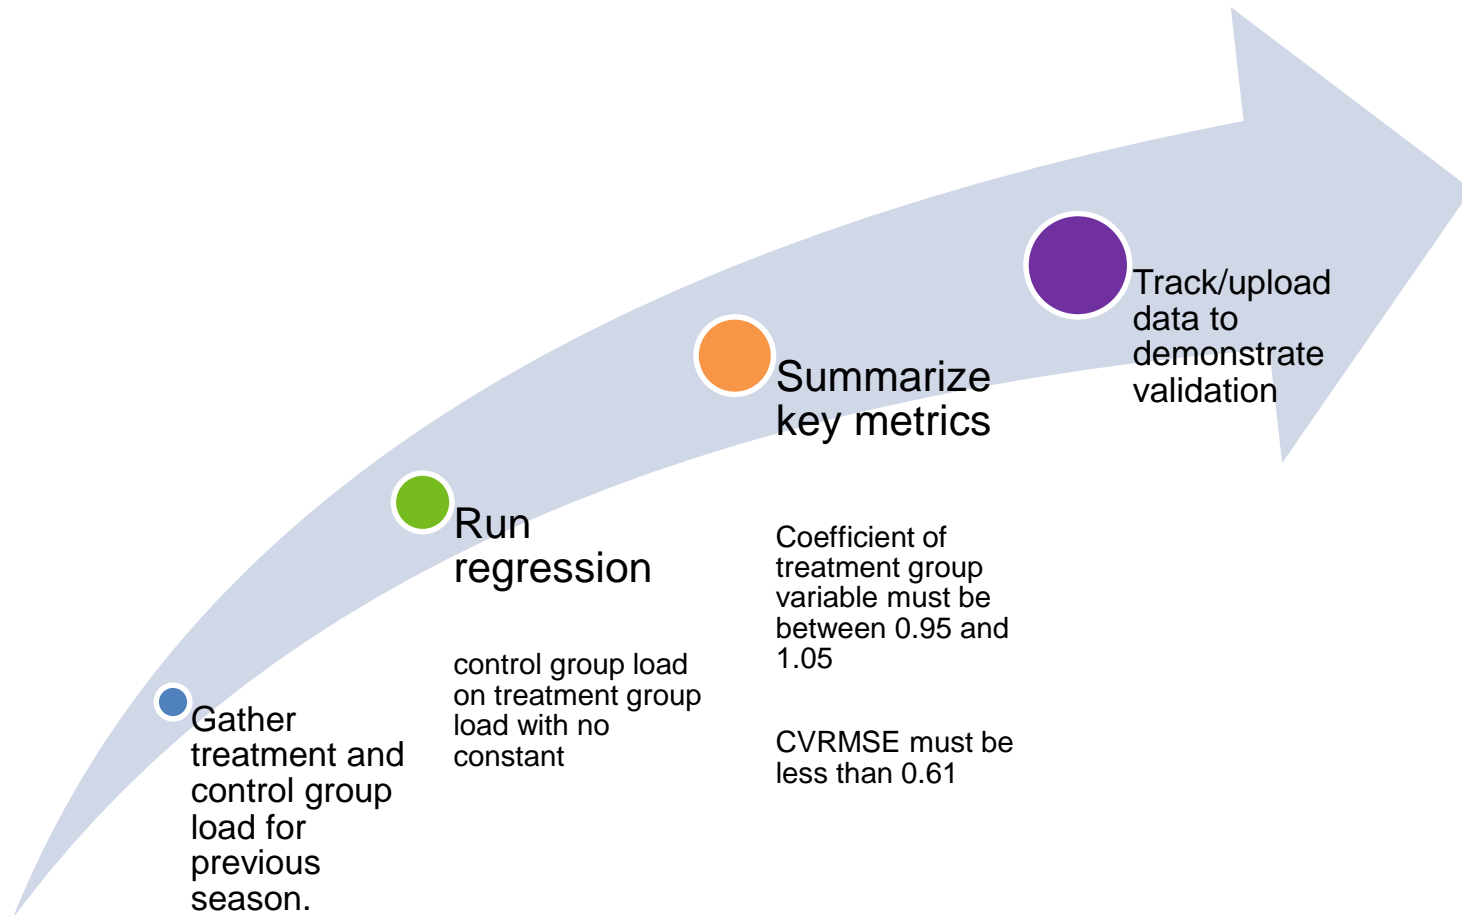 Gather
treatment and
control group
load for
previous
season.
Run
regression
control group load
on treatment group
load with no
constant
Summarize
key metrics
Coefficient of
treatment group
variable must be
between 0.95 and
1.05
CVRMSE must be
less than 0.61
Track/upload
data to
demonstrate
validation